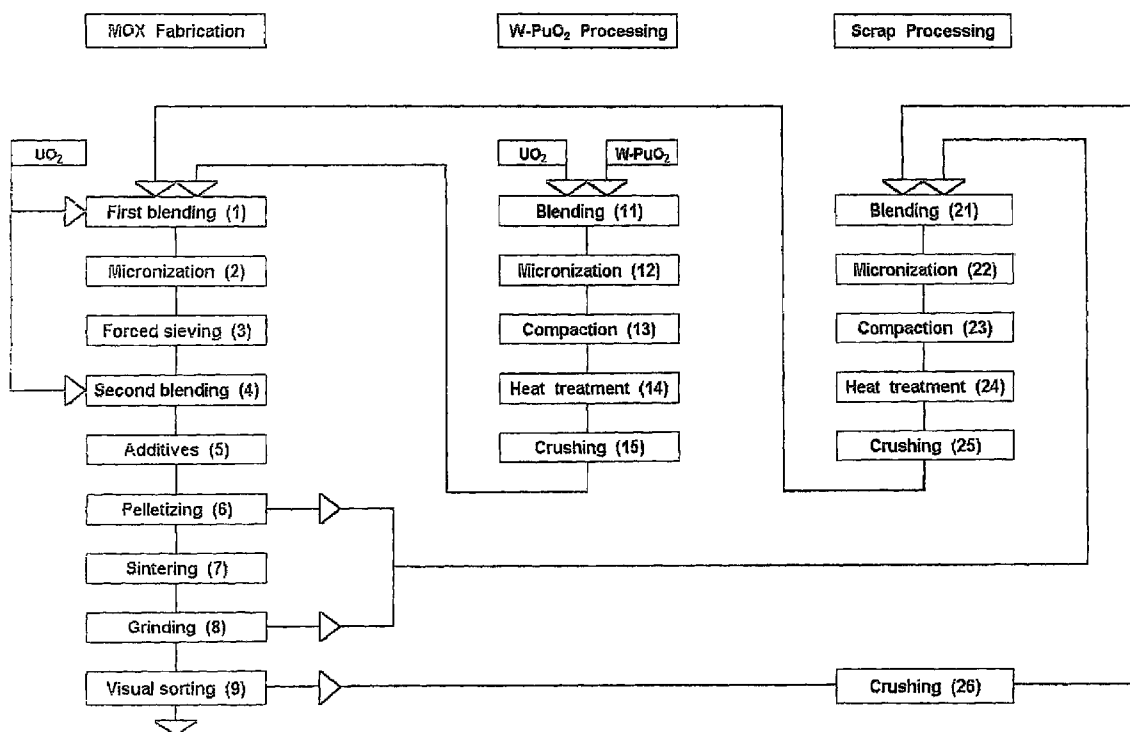 MOX Fabrication
W-PuO₂ Processing
Scrap Processing
UO₂
First blending (1)
Micronization (2)
Forced sieving (3)
Second blending (4)
Additives (5)
Pelletizing (6)
Sintering (7)
Grinding (8)
Visual sorting (9)
UO₂
W-PuO₂
Blending (11)
Micronization (12)
Compaction (13)
Heat treatment (14)
Crushing (15)
Blending (21)
Micronization (22)
Compaction (23)
Heat treatment (24)
Crushing (25)
Crushing (26)